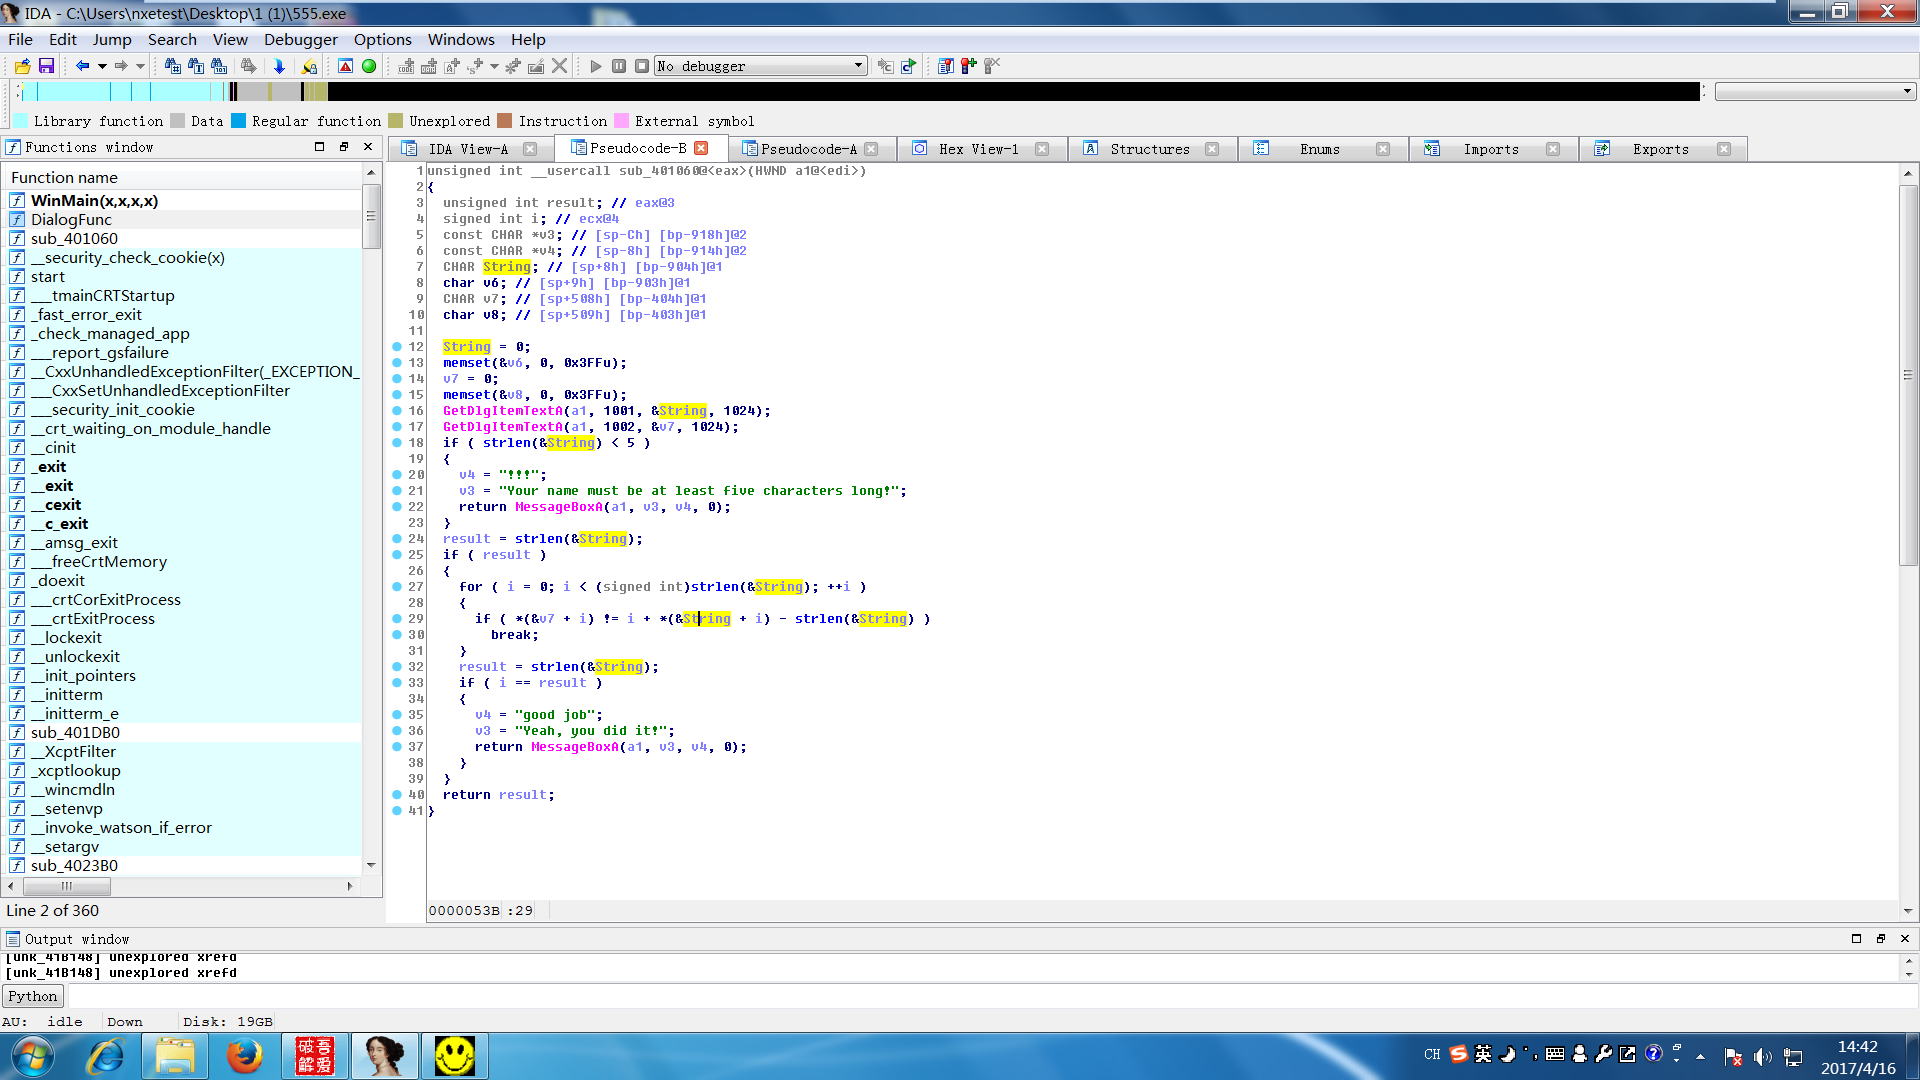 IDA - C:\Users\nxetest\Desktop\1 (1)\555.exe
File Edit Jump Search View Debugger Options Windows Help
No debugger
Library function Data Regular function Unexplored Instruction External symbol
Functions window
IDA View-A Pseudocode-B Pseudocode-A Hex View-1 Structures Enums Imports Exports
Function name
WinMain(x,x,x,x)
DialogFunc
sub_401060
__security_check_cookie(x)
start
___tmainCRTStartup
_fast_error_exit
_check_managed_app
___report_gsfailure
__CxxUnhandledExceptionFilter(_EXCEPTION_
___CxxSetUnhandledExceptionFilter
___security_init_cookie
__crt_waiting_on_module_handle
__cinit
_exit
__exit
__cexit
__c_exit
__amsg_exit
___freeCrtMemory
_doexit
___crtCorExitProcess
___crtExitProcess
__lockexit
__unlockexit
__init_pointers
__initterm
__initterm_e
sub_401DB0
__XcptFilter
_xcptlookup
__wincmdln
__setenvp
__invoke_watson_if_error
__setargv
sub_4023B0
Line 2 of 360
1 unsigned int __usercall sub_401060@<eax>(HWND a1@<edi>)
2 {
3 unsigned int result; // eax@3
4 signed int i; // ecx@4
5 const CHAR *v3; // [sp-Ch] [bp-918h]@2
6 const CHAR *v4; // [sp-8h] [bp-914h]@2
7 CHAR String; // [sp+8h] [bp-904h]@1
8 char v6; // [sp+9h] [bp-903h]@1
9 CHAR v7; // [sp+508h] [bp-404h]@1
10 char v8; // [sp+509h] [bp-403h]@1
11
12 String = 0;
13 memset(&v6, 0, 0x3FFu);
14 v7 = 0;
15 memset(&v8, 0, 0x3FFu);
16 GetDlgItemTextA(a1, 1001, &String, 1024);
17 GetDlgItemTextA(a1, 1002, &v7, 1024);
18 if ( strlen(&String) < 5 )
19 {
20 v4 = "!!!";
21 v3 = "Your name must be at least five characters long!";
22 return MessageBoxA(a1, v3, v4, 0);
23 }
24 result = strlen(&String);
25 if ( result )
26 {
27 for ( i = 0; i < (signed int)strlen(&String); ++i )
28 {
29 if ( *(&v7 + i) != i + *(&String + i) - strlen(&String) )
30 break;
31 }
32 result = strlen(&String);
33 if ( i == result )
34 {
35 v4 = "good job";
36 v3 = "Yeah, you did it!";
37 return MessageBoxA(a1, v3, v4, 0);
38 }
39 }
40 return result;
41 }
0000053B :29
Output window
[unk_41B148] unexplored xrefd
[unk_41B148] unexplored xrefd
Python
AU: idle Down Disk: 19GB
吾爱破解
CH 英
14:42
2017/4/16